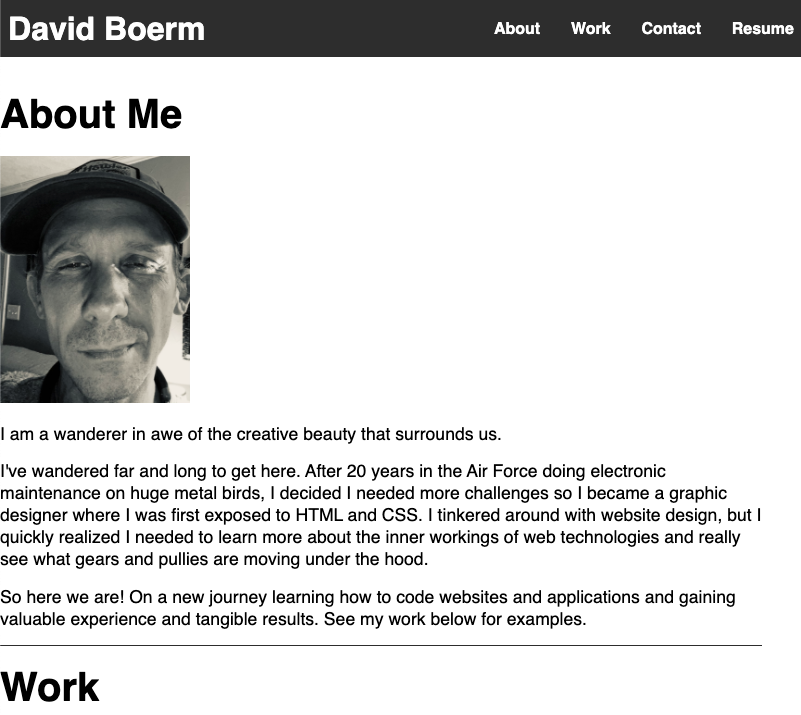 David Boerm
About Work Contact Resume
About Me
I am a wanderer in awe of the creative beauty that surrounds us.
I've wandered far and long to get here. After 20 years in the Air Force doing electronic
maintenance on huge metal birds, I decided I needed more challenges so I became a graphic
designer where I was first exposed to HTML and CSS. I tinkered around with website design, but I
quickly realized I needed to learn more about the inner workings of web technologies and really
see what gears and pullies are moving under the hood.
So here we are! On a new journey learning how to code websites and applications and gaining
valuable experience and tangible results. See my work below for examples.
Work